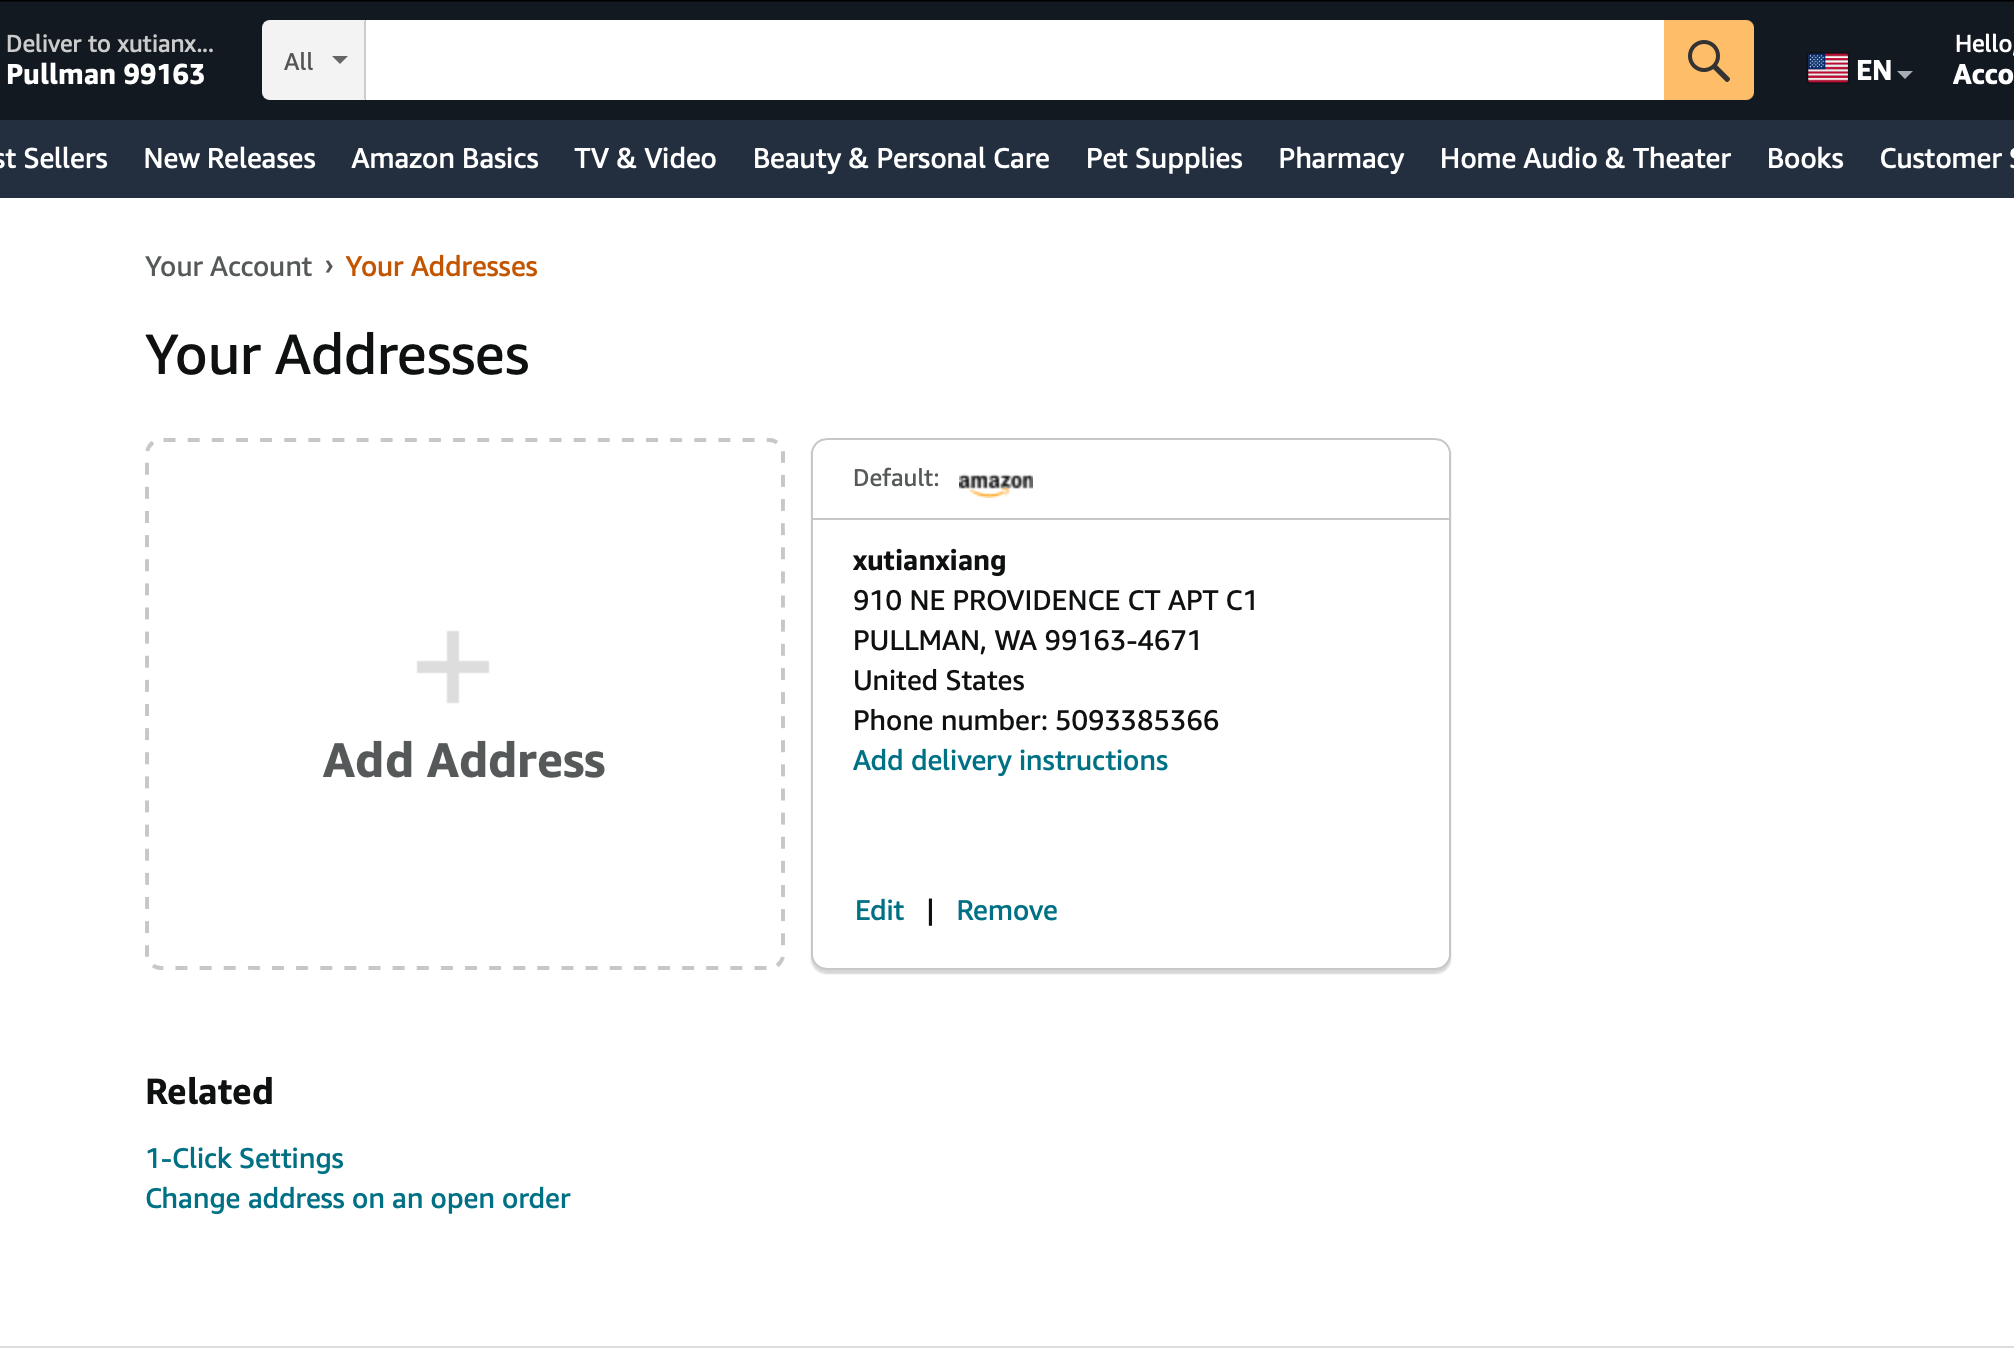 Deliver to xutianx...
Pullman 99163
All
EN
Hello,
Acco
st Sellers
New Releases
Amazon Basics
TV & Video
Beauty & Personal Care
Pet Supplies
Pharmacy
Home Audio & Theater
Books
Customer S
Your Account › Your Addresses
Your Addresses
Add Address
Default: amazon
xutianxiang
910 NE PROVIDENCE CT APT C1
PULLMAN, WA 99163-4671
United States
Phone number: 5093385366
Add delivery instructions
Edit | Remove
Related
1-Click Settings
Change address on an open order